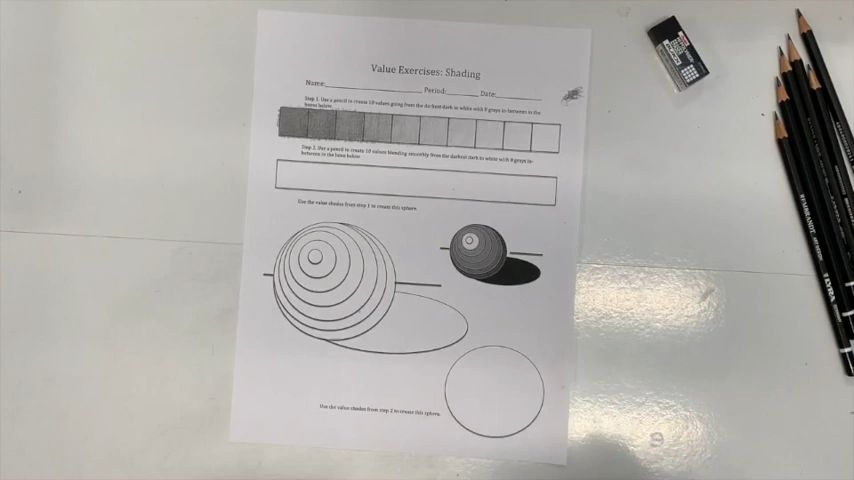 Value Exercises: Shading
Name: Period: Date:
Step 1. Use a pencil to create 10 values going from the darkest dark to white with 8 grays in-between in the
boxes below.
Step 2. Use a pencil to create 10 values blending smoothly from the darkest dark to white with 8 grays in-
between in the boxes below
Use the value shades from step 1 to create this sphere.
Use the value shades from step 2 to create this sphere.
REMBRANDT
LYRA